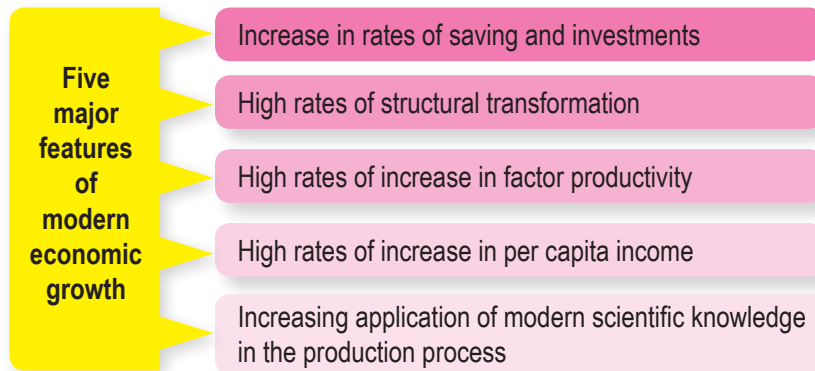 Five
major
features
of
modern
economic
growth
Increase in rates of saving and investments
High rates of structural transformation
High rates of increase in factor productivity
High rates of increase in per capita income
Increasing application of modern scientific knowledge
in the production process